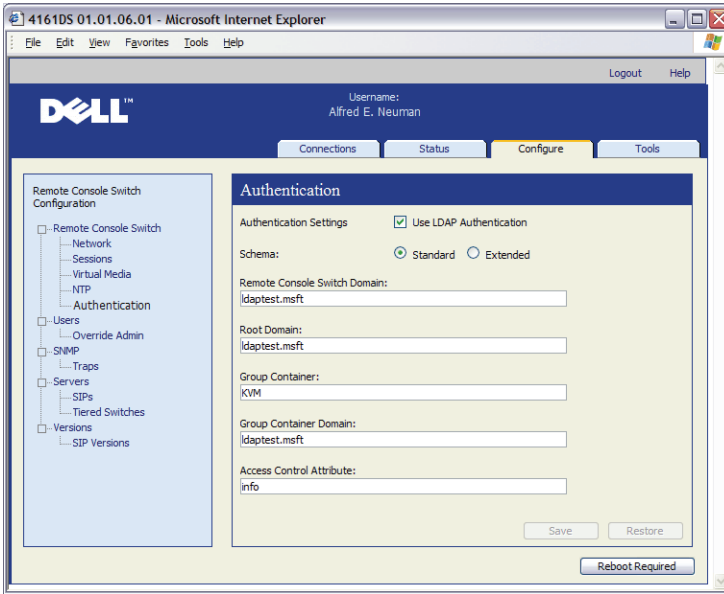 4161DS 01.01.06.01 - Microsoft Internet Explorer
File Edit View Favorites Tools Help
Logout Help
DELL™
Username:
Alfred E. Neuman
Connections Status Configure Tools
Remote Console Switch
Configuration
Remote Console Switch
Network
Sessions
Virtual Media
NTP
Authentication
Users
Override Admin
SNMP
Traps
Servers
SIPs
Tiered Switches
Versions
SIP Versions
Authentication
Authentication Settings Use LDAP Authentication
Schema: Standard Extended
Remote Console Switch Domain:
ldaptest.msft
Root Domain:
ldaptest.msft
Group Container:
KVM
Group Container Domain:
ldaptest.msft
Access Control Attribute:
info
Save Restore
Reboot Required